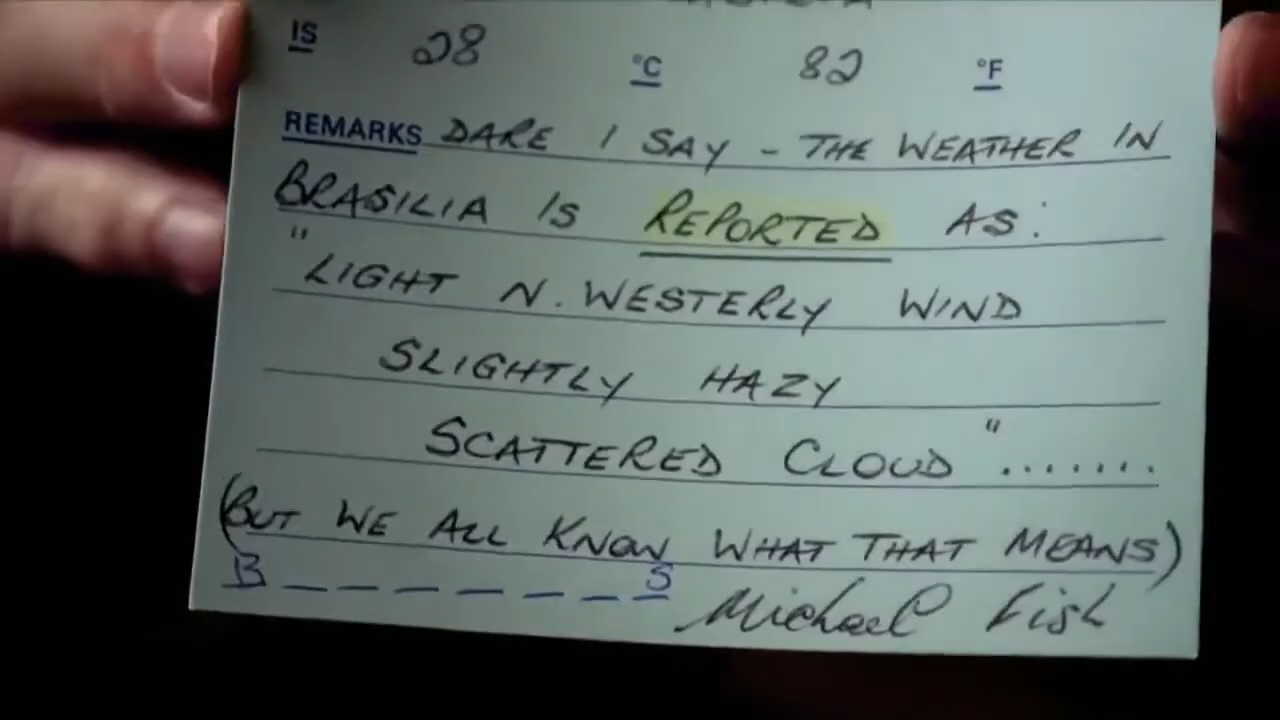 IS 28 °C 82 °F
REMARKS DARE I SAY - THE WEATHER IN
BRASILIA IS REPORTED AS:
"LIGHT N. WESTERLY WIND
SLIGHTLY HAZY
SCATTERED CLOUD".......
(BUT WE ALL KNOW WHAT THAT MEANS)
B _ _ _ _ _ _ S Michael Fish